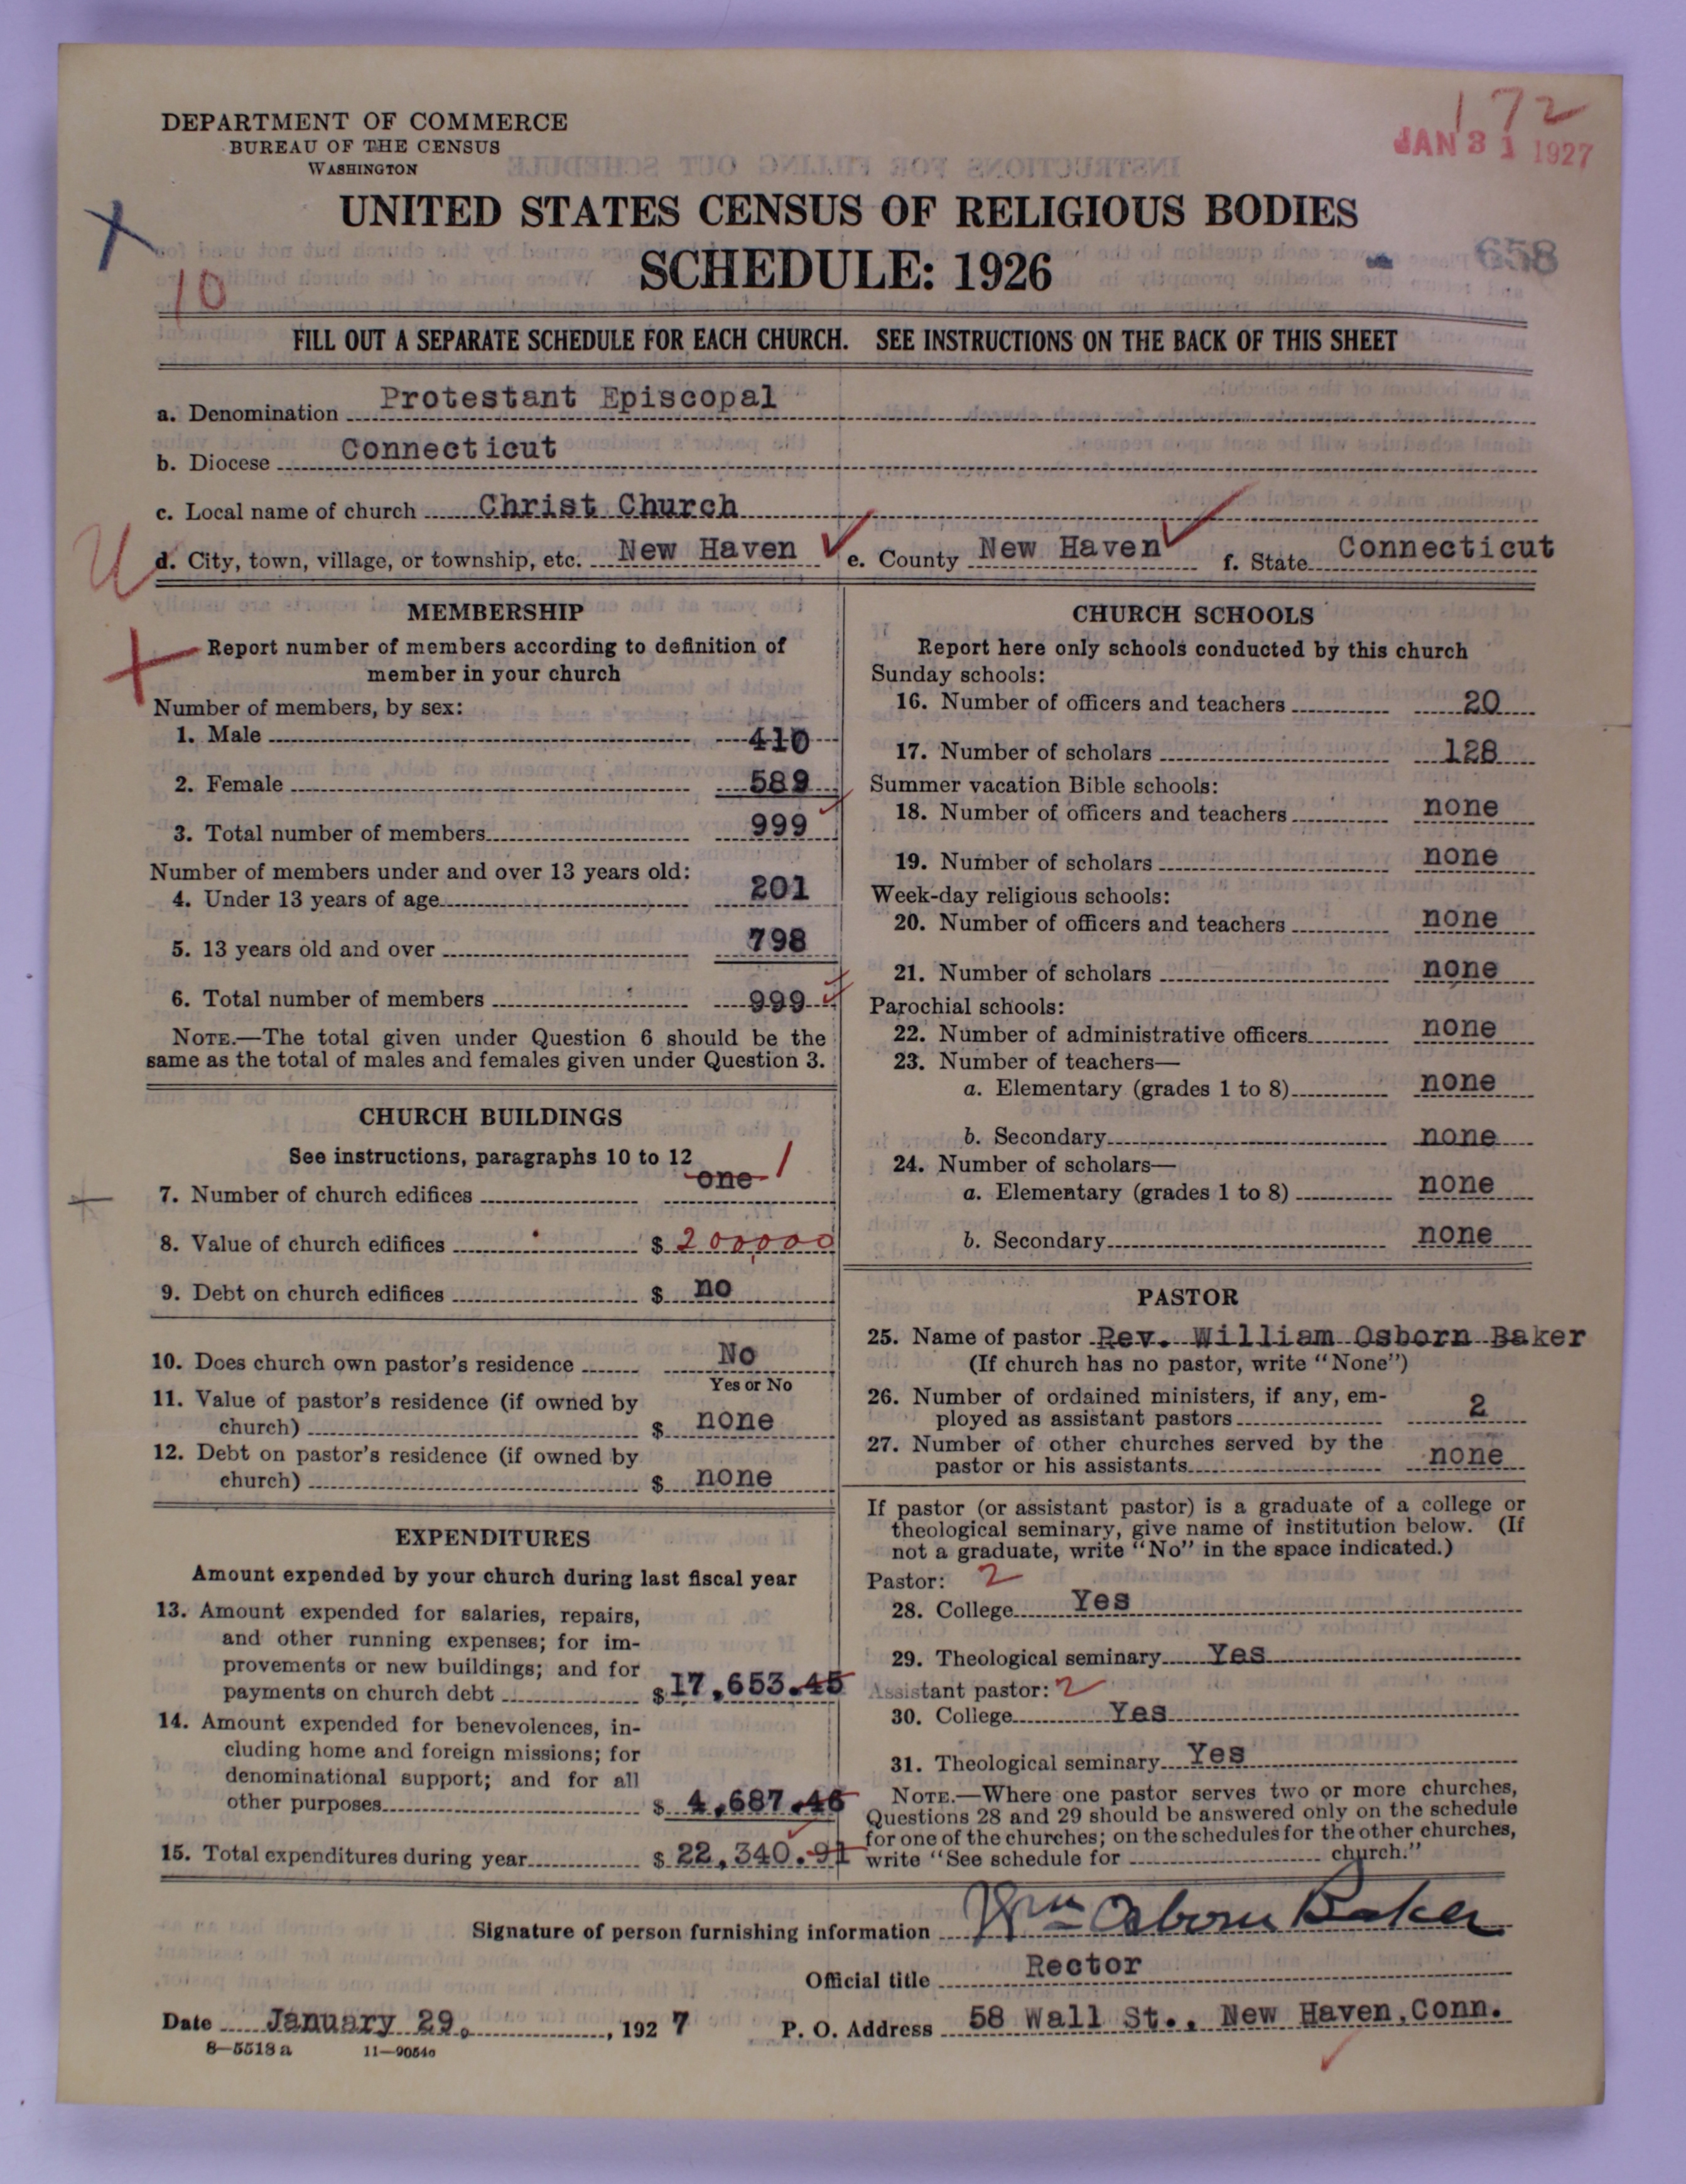 172
JAN 31 1927
DEPARTMENT OF COMMERCE
BUREAU OF THE CENSUS
WASHINGTON
UNITED STATES CENSUS OF RELIGIOUS BODIES
SCHEDULE: 1926
658
10
FILL OUT A SEPARATE SCHEDULE FOR EACH CHURCH. SEE INSTRUCTIONS ON THE BACK OF THIS SHEET
a. Denomination Protestant Episcopal
b. Diocese Connecticut
c. Local name of church Christ Church
d. City, town, village, or township, etc. New Haven e. County New Haven f. State Connecticut
MEMBERSHIP
Report number of members according to definition of
member in your church
Number of members, by sex:
1. Male 410
2. Female 589
3. Total number of members 999
Number of members under and over 13 years old:
4. Under 13 years of age 201
5. 13 years old and over 798
6. Total number of members 999
NOTE.—The total given under Question 6 should be the
same as the total of males and females given under Question 3.
CHURCH BUILDINGS
See instructions, paragraphs 10 to 12
7. Number of church edifices one 1
8. Value of church edifices $ 200,000
9. Debt on church edifices $ no
10. Does church own pastor's residence No
Yes or No
11. Value of pastor's residence (if owned by
church) $ none
12. Debt on pastor's residence (if owned by
church) $ none
EXPENDITURES
Amount expended by your church during last fiscal year
13. Amount expended for salaries, repairs,
and other running expenses; for im-
provements or new buildings; and for
payments on church debt $ 17,653.45
14. Amount expended for benevolences, in-
cluding home and foreign missions; for
denominational support; and for all
other purposes $ 4,687.46
15. Total expenditures during year $ 22,340.91
CHURCH SCHOOLS
Report here only schools conducted by this church
Sunday schools:
16. Number of officers and teachers 20
17. Number of scholars 128
Summer vacation Bible schools:
18. Number of officers and teachers none
19. Number of scholars none
Week-day religious schools:
20. Number of officers and teachers none
21. Number of scholars none
Parochial schools:
22. Number of administrative officers none
23. Number of teachers—
a. Elementary (grades 1 to 8) none
b. Secondary none
24. Number of scholars—
a. Elementary (grades 1 to 8) none
b. Secondary none
PASTOR
25. Name of pastor Rev. William Osborn Baker
(If church has no pastor, write "None")
26. Number of ordained ministers, if any, em-
ployed as assistant pastors 2
27. Number of other churches served by the
pastor or his assistants none
If pastor (or assistant pastor) is a graduate of a college or
theological seminary, give name of institution below. (If
not a graduate, write "No" in the space indicated.)
Pastor: 2
28. College Yes
29. Theological seminary Yes
Assistant pastor: 2
30. College Yes
31. Theological seminary Yes
NOTE.—Where one pastor serves two or more churches,
Questions 28 and 29 should be answered only on the schedule
for one of the churches; on the schedules for the other churches,
write "See schedule for church."
Signature of person furnishing information Wm Osborn Baker
Official title Rector
Date January 29, 1927 P. O. Address 58 Wall St., New Haven, Conn.
8—5518 a 11—9054a